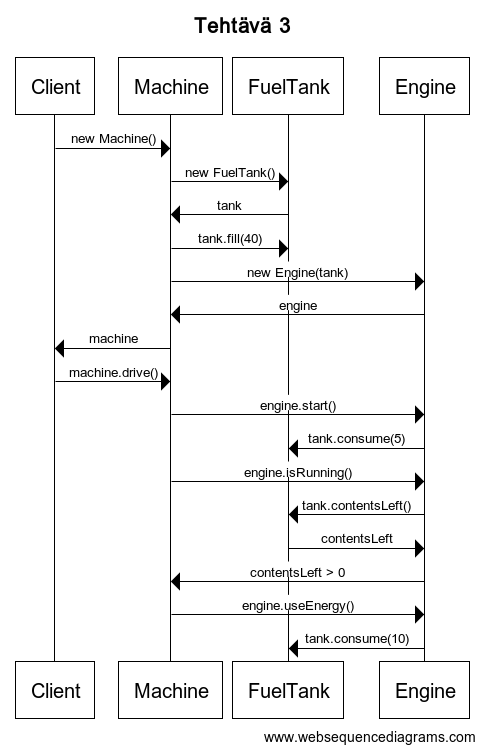 Tehtävä 3
Client Machine FuelTank Engine
new Machine()
new FuelTank()
tank
tank.fill(40)
new Engine(tank)
engine
machine
machine.drive()
engine.start()
tank.consume(5)
engine.isRunning()
tank.contentsLeft()
contentsLeft
contentsLeft > 0
engine.useEnergy()
tank.consume(10)
Client Machine FuelTank Engine
www.websequencediagrams.com